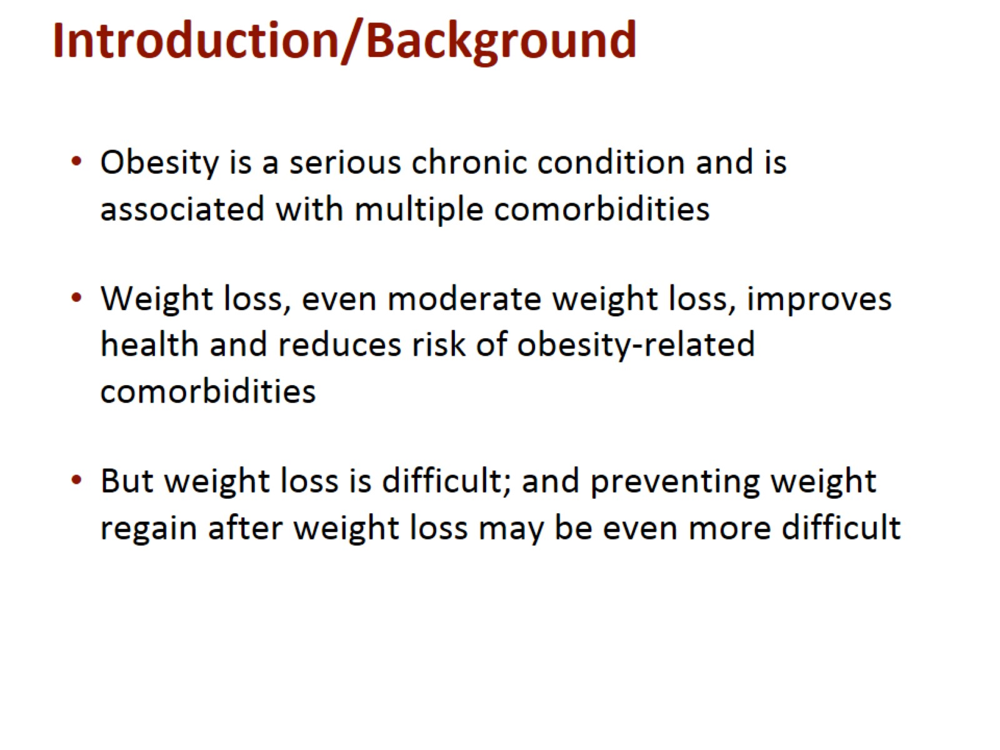 Introduction/Background
• Obesity is a serious chronic condition and is
associated with multiple comorbidities
• Weight loss, even moderate weight loss, improves
health and reduces risk of obesity-related
comorbidities
• But weight loss is difficult; and preventing weight
regain after weight loss may be even more difficult